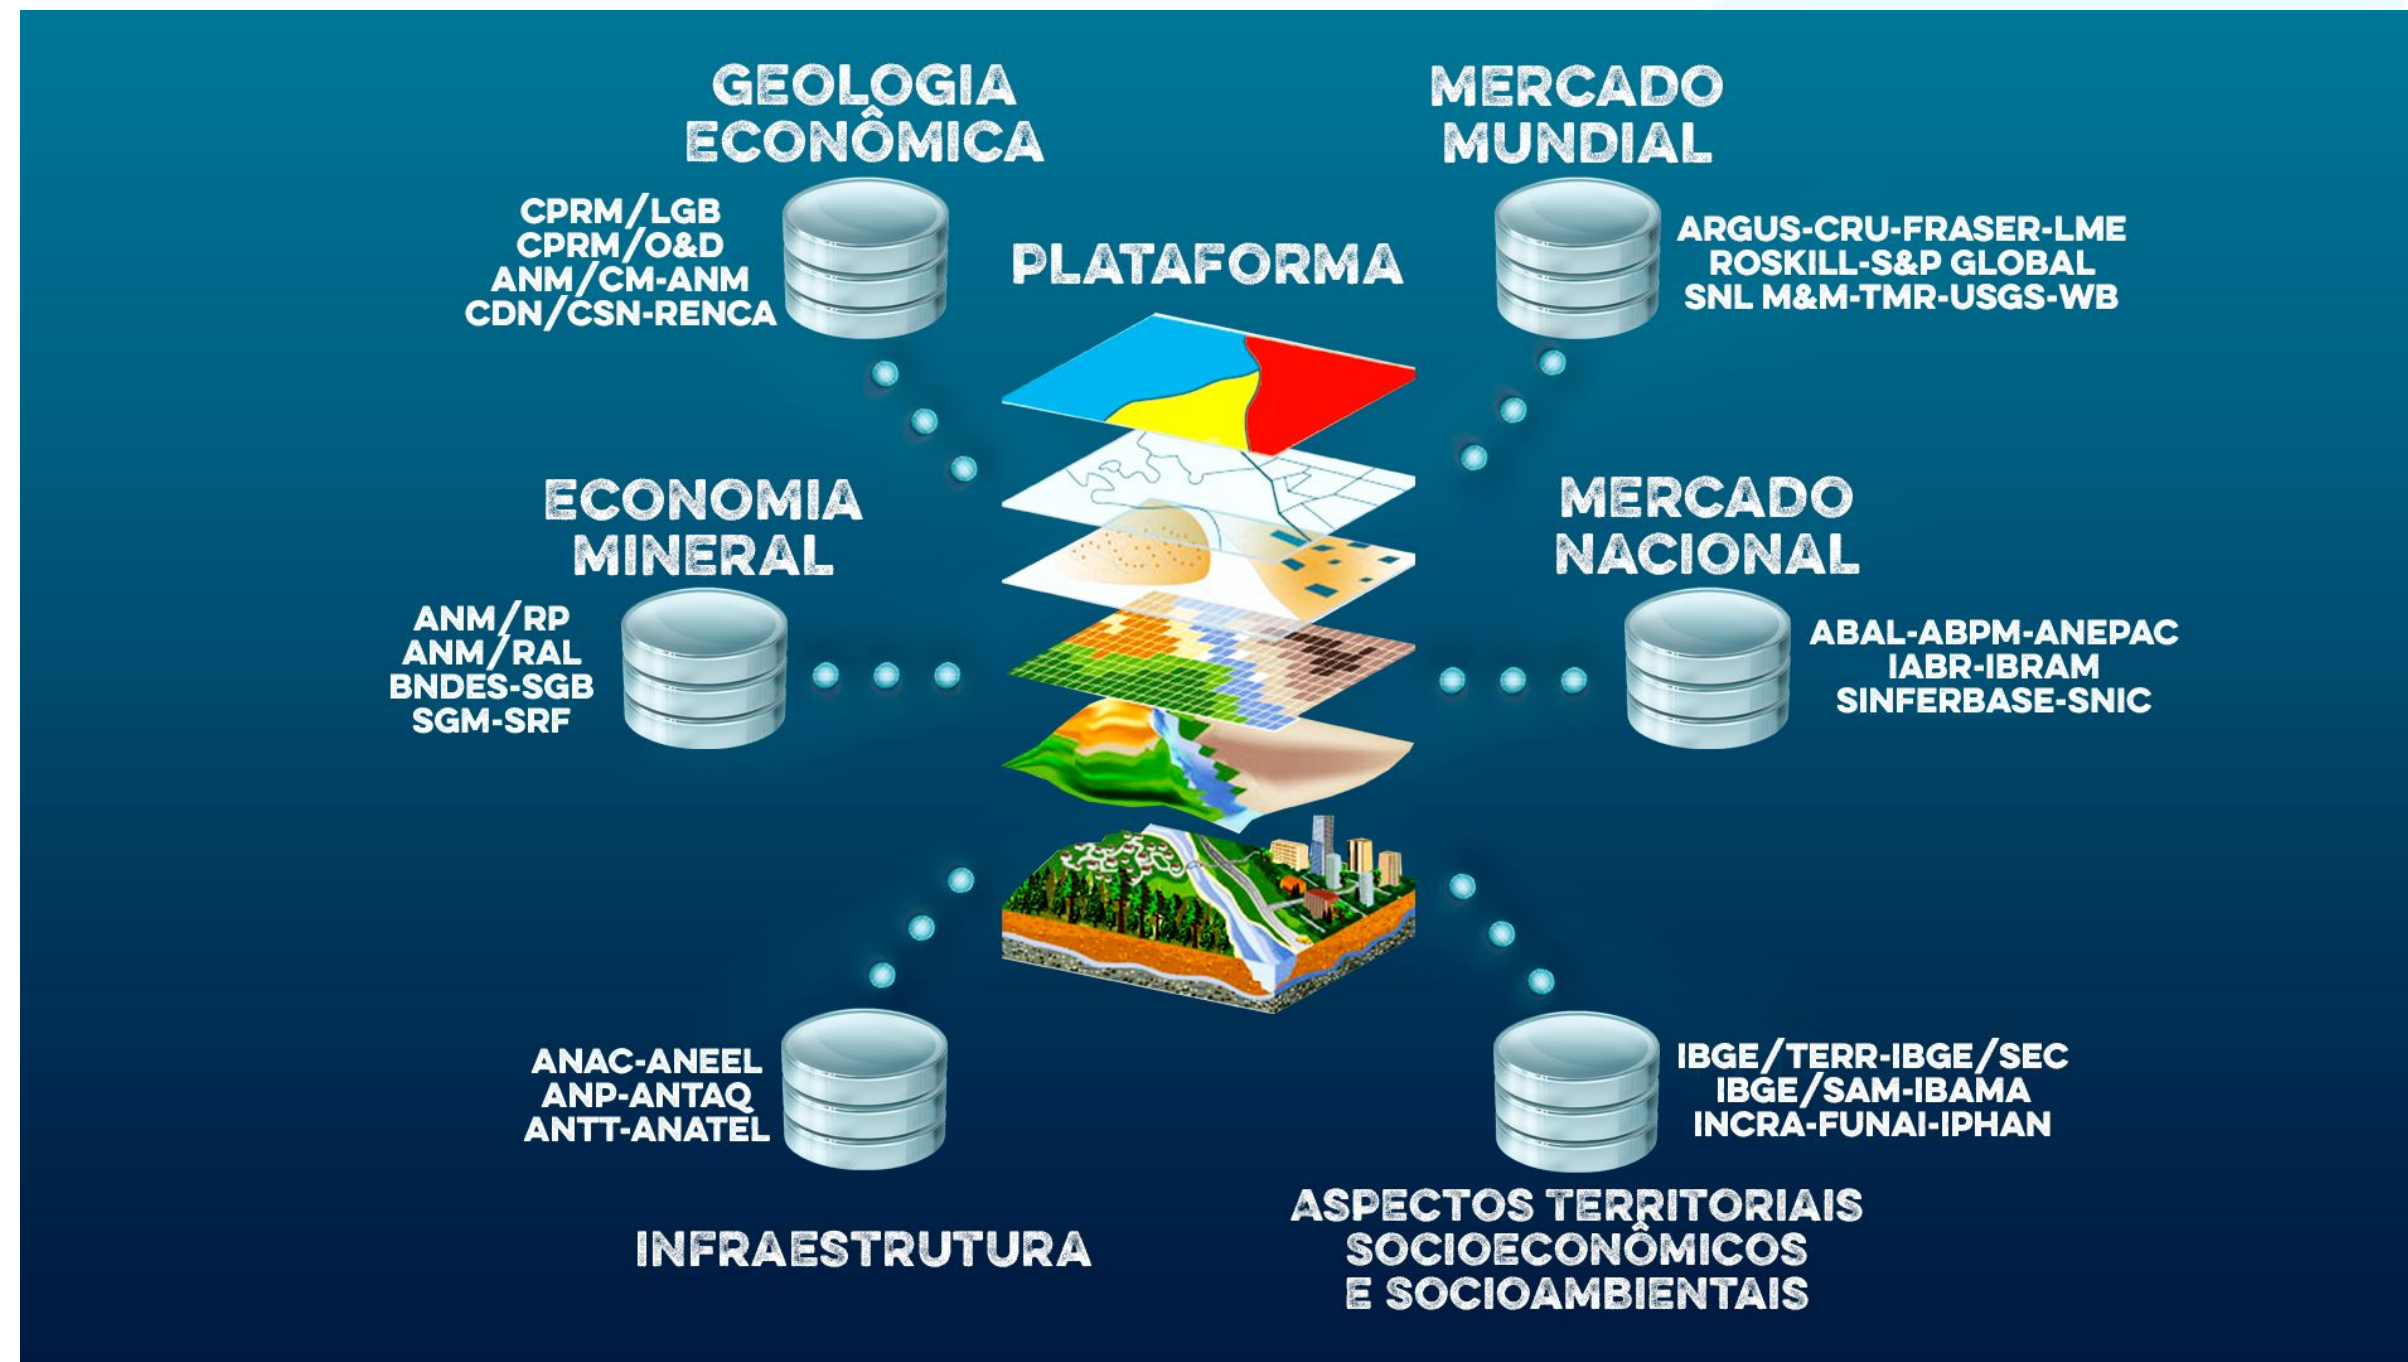 GEOLOGIA
ECONÔMICA
CPRM/LGB
CPRM/O&D
ANM/CM-ANM
CDN/CSN-RENCA
PLATAFORMA
MERCADO
MUNDIAL
ARGUS-CRU-FRASER-LME
ROSKILL-S&P GLOBAL
SNL M&M-TMR-USGS-WB
ECONOMIA
MINERAL
ANM/RP
ANM/RAL
BNDES-SGB
SGM-SRF
MERCADO
NACIONAL
ABAL-ABPM-ANEPAC
IABR-IBRAM
SINFERBASE-SNIC
ANAC-ANEEL
ANP-ANTAQ
ANTT-ANATEL
INFRAESTRUTURA
IBGE/TERR-IBGE/SEC
IBGE/SAM-IBAMA
INCRA-FUNAI-IPHAN
ASPECTOS TERRITORIAIS
SOCIOECONÔMICOS
E SOCIOAMBIENTAIS